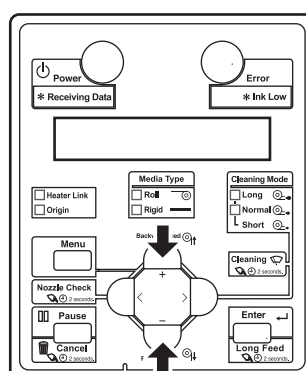 Power
Error
* Receiving Data
* Ink Low
Media Type
Roll
Rigid
Cleaning Mode
Long
Normal
Short
Heater Link
Origin
Menu
Cleaning
2 seconds.
Nozzle Check
2 seconds.
+
< >
−
Pause
Cancel
2 seconds.
Enter
Long Feed
2 seconds.